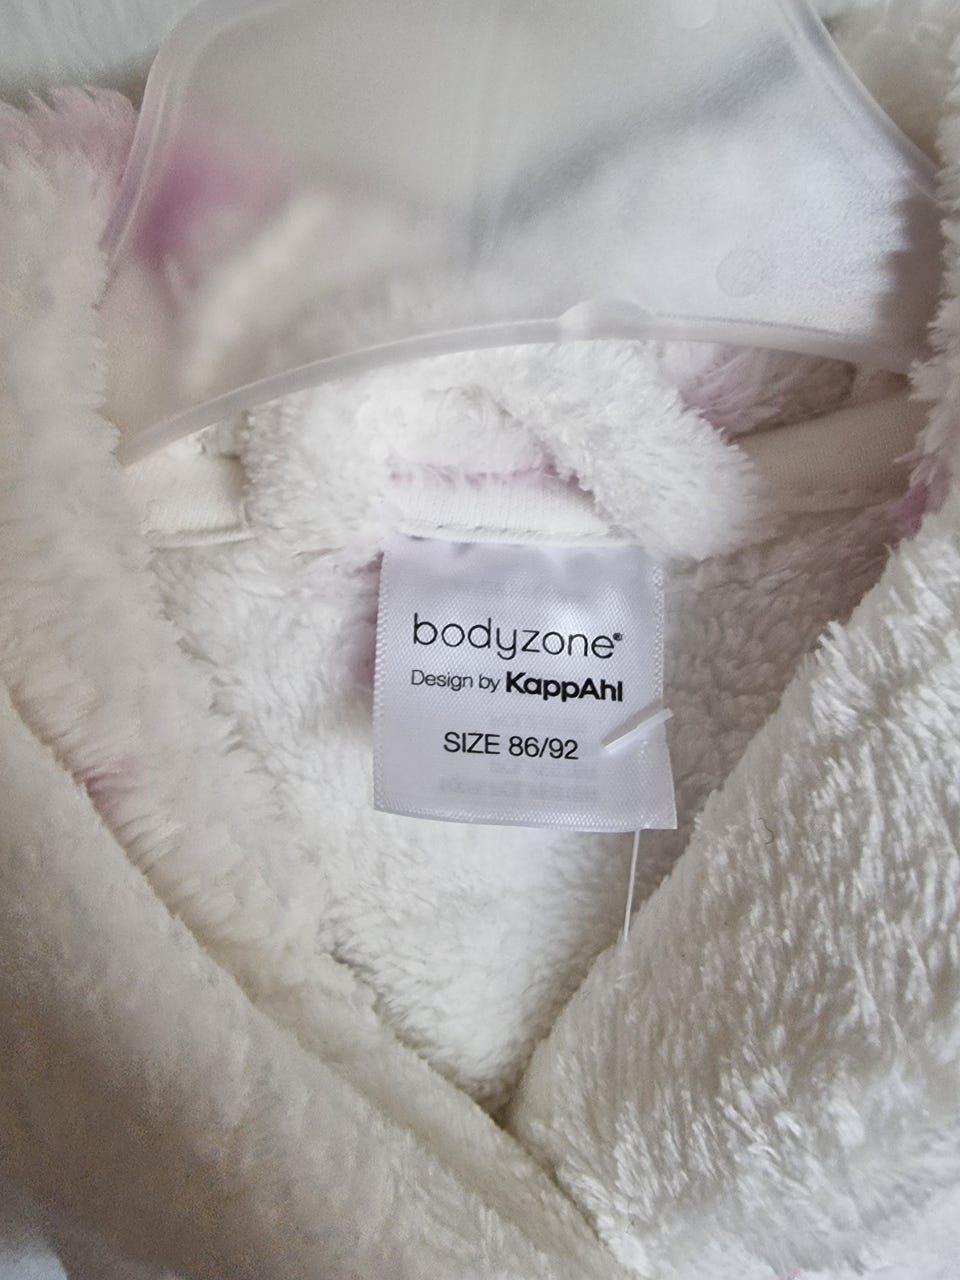 bodyzone®
Design by KappAhl
SIZE 86/92